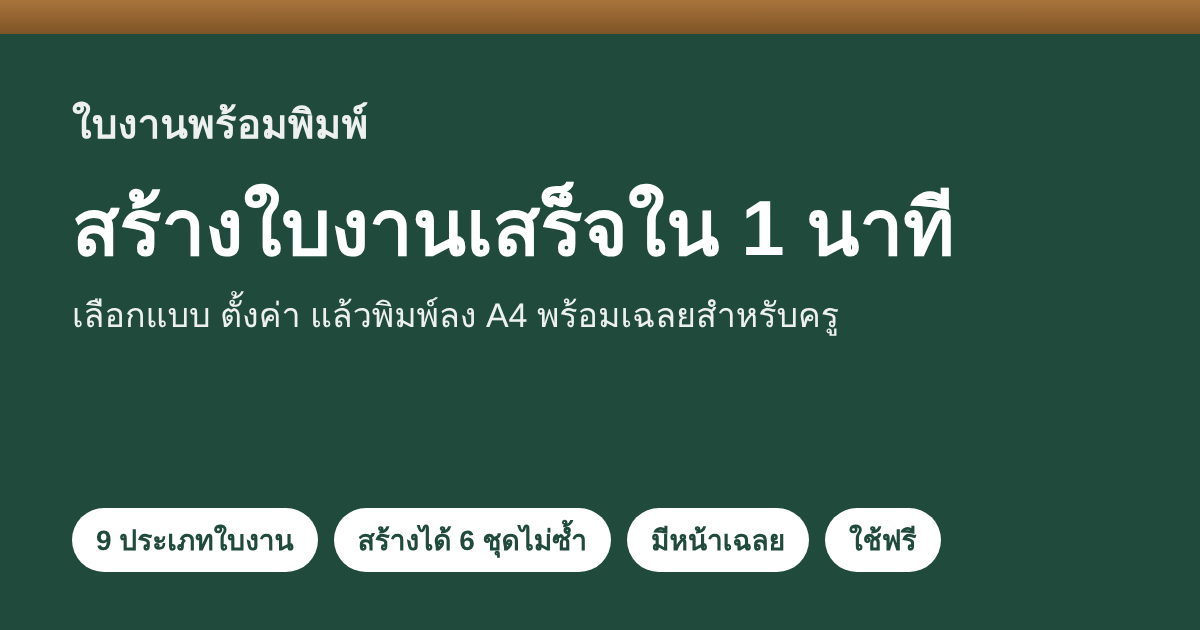 ใบงานพร้อมพิมพ์
สร้างใบงานเสร็จใน 1 นาที
เลือกแบบ ตั้งค่า แล้วพิมพ์ลง A4 พร้อมเฉลยสำหรับครู
9 ประเภทใบงาน
สร้างได้ 6 ชุดไม่ซ้ำ
มีหน้าเฉลย
ใช้ฟรี